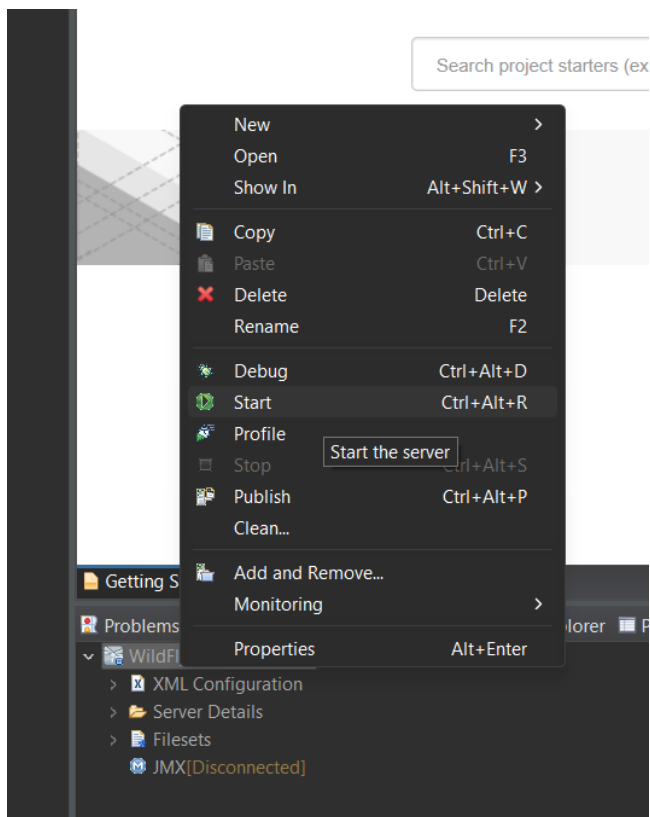 Search project starters (ex
New
Open F3
Show In Alt+Shift+W
Copy Ctrl+C
Paste Ctrl+V
Delete Delete
Rename F2
Debug Ctrl+Alt+D
Start Ctrl+Alt+R
Profile
Start the server
Stop Ctrl+Alt+S
Publish Ctrl+Alt+P
Clean...
Getting S
Add and Remove...
Monitoring
Problems lorer P
Properties Alt+Enter
WildFl
XML Configuration
Server Details
Filesets
JMX[Disconnected]